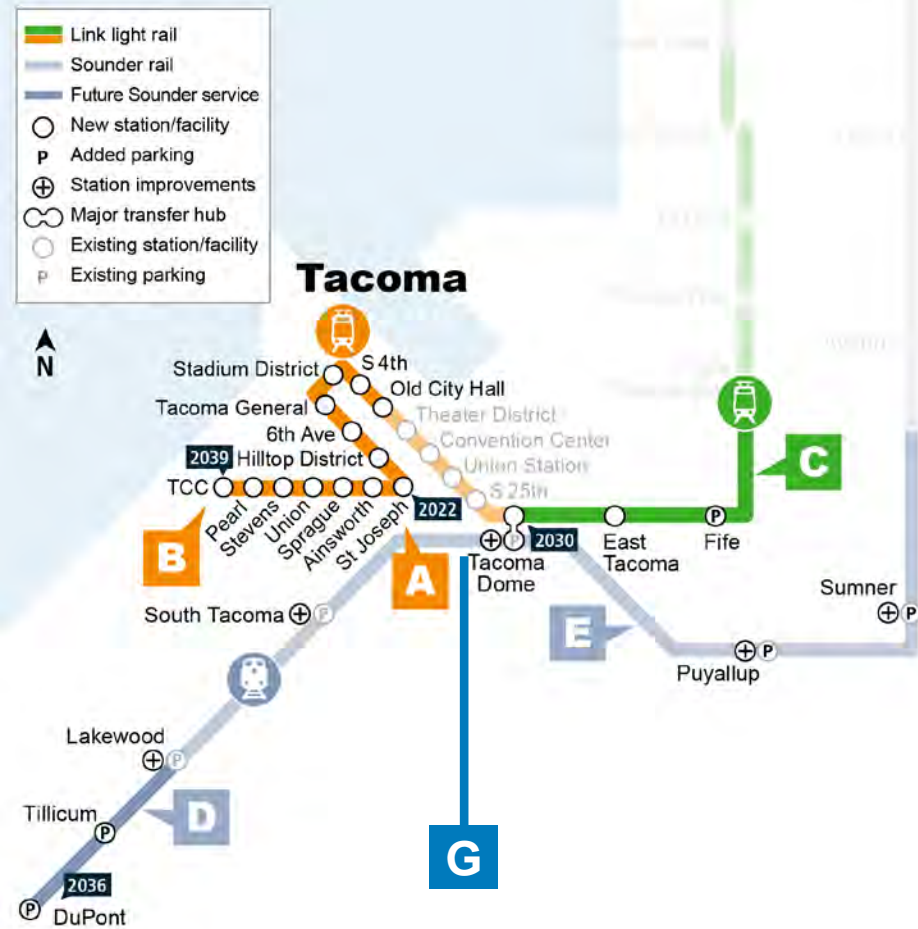 Link light rail
Sounder rail
Future Sounder service
New station/facility
P Added parking
Station improvements
Major transfer hub
Existing station/facility
P Existing parking
N
Tacoma
Stadium District
S 4th
Old City Hall
Tacoma General
Theater District
6th Ave
Convention Center
2039
Hilltop District
Union Station
C
TCC
S 25th
Pearl
Stevens
Union
Sprague
Ainsworth
St Joseph
2022
P
2030
East
Tacoma
Fife
B
A
P
Tacoma
Dome
Sumner
P
South Tacoma
P
E
P
Puyallup
Lakewood
P
D
Tillicum
P
G
2036
P
DuPont